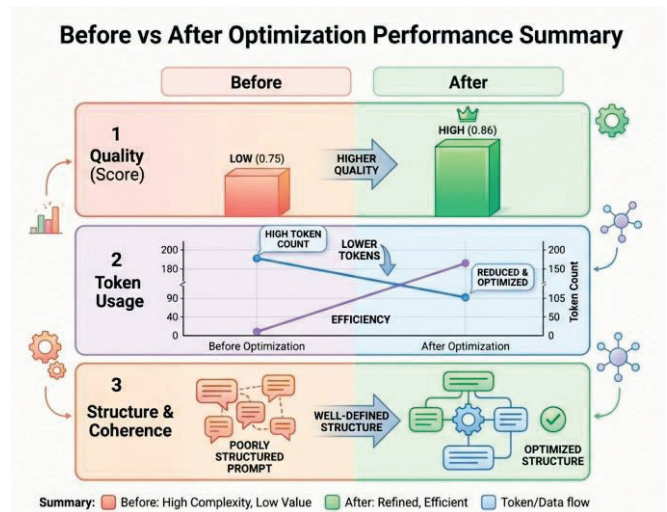 Before vs After Optimization Performance Summary
Before
After
1
Quality
(Score)
LOW (0.75)
HIGHER
QUALITY
HIGH (0.86)
2
Token
Usage
200
180
90
40
0
HIGH TOKEN
COUNT
LOWER
TOKENS
REDUCED &
OPTIMIZED
EFFICIENCY
Before Optimization
After Optimization
200
150
105
50
0
Token Count
3
Structure &
Coherence
POORLY
STRUCTURED
PROMPT
WELL-DEFINED
STRUCTURE
OPTIMIZED
STRUCTURE
Summary: Before: High Complexity, Low Value After: Refined, Efficient Token/Data flow